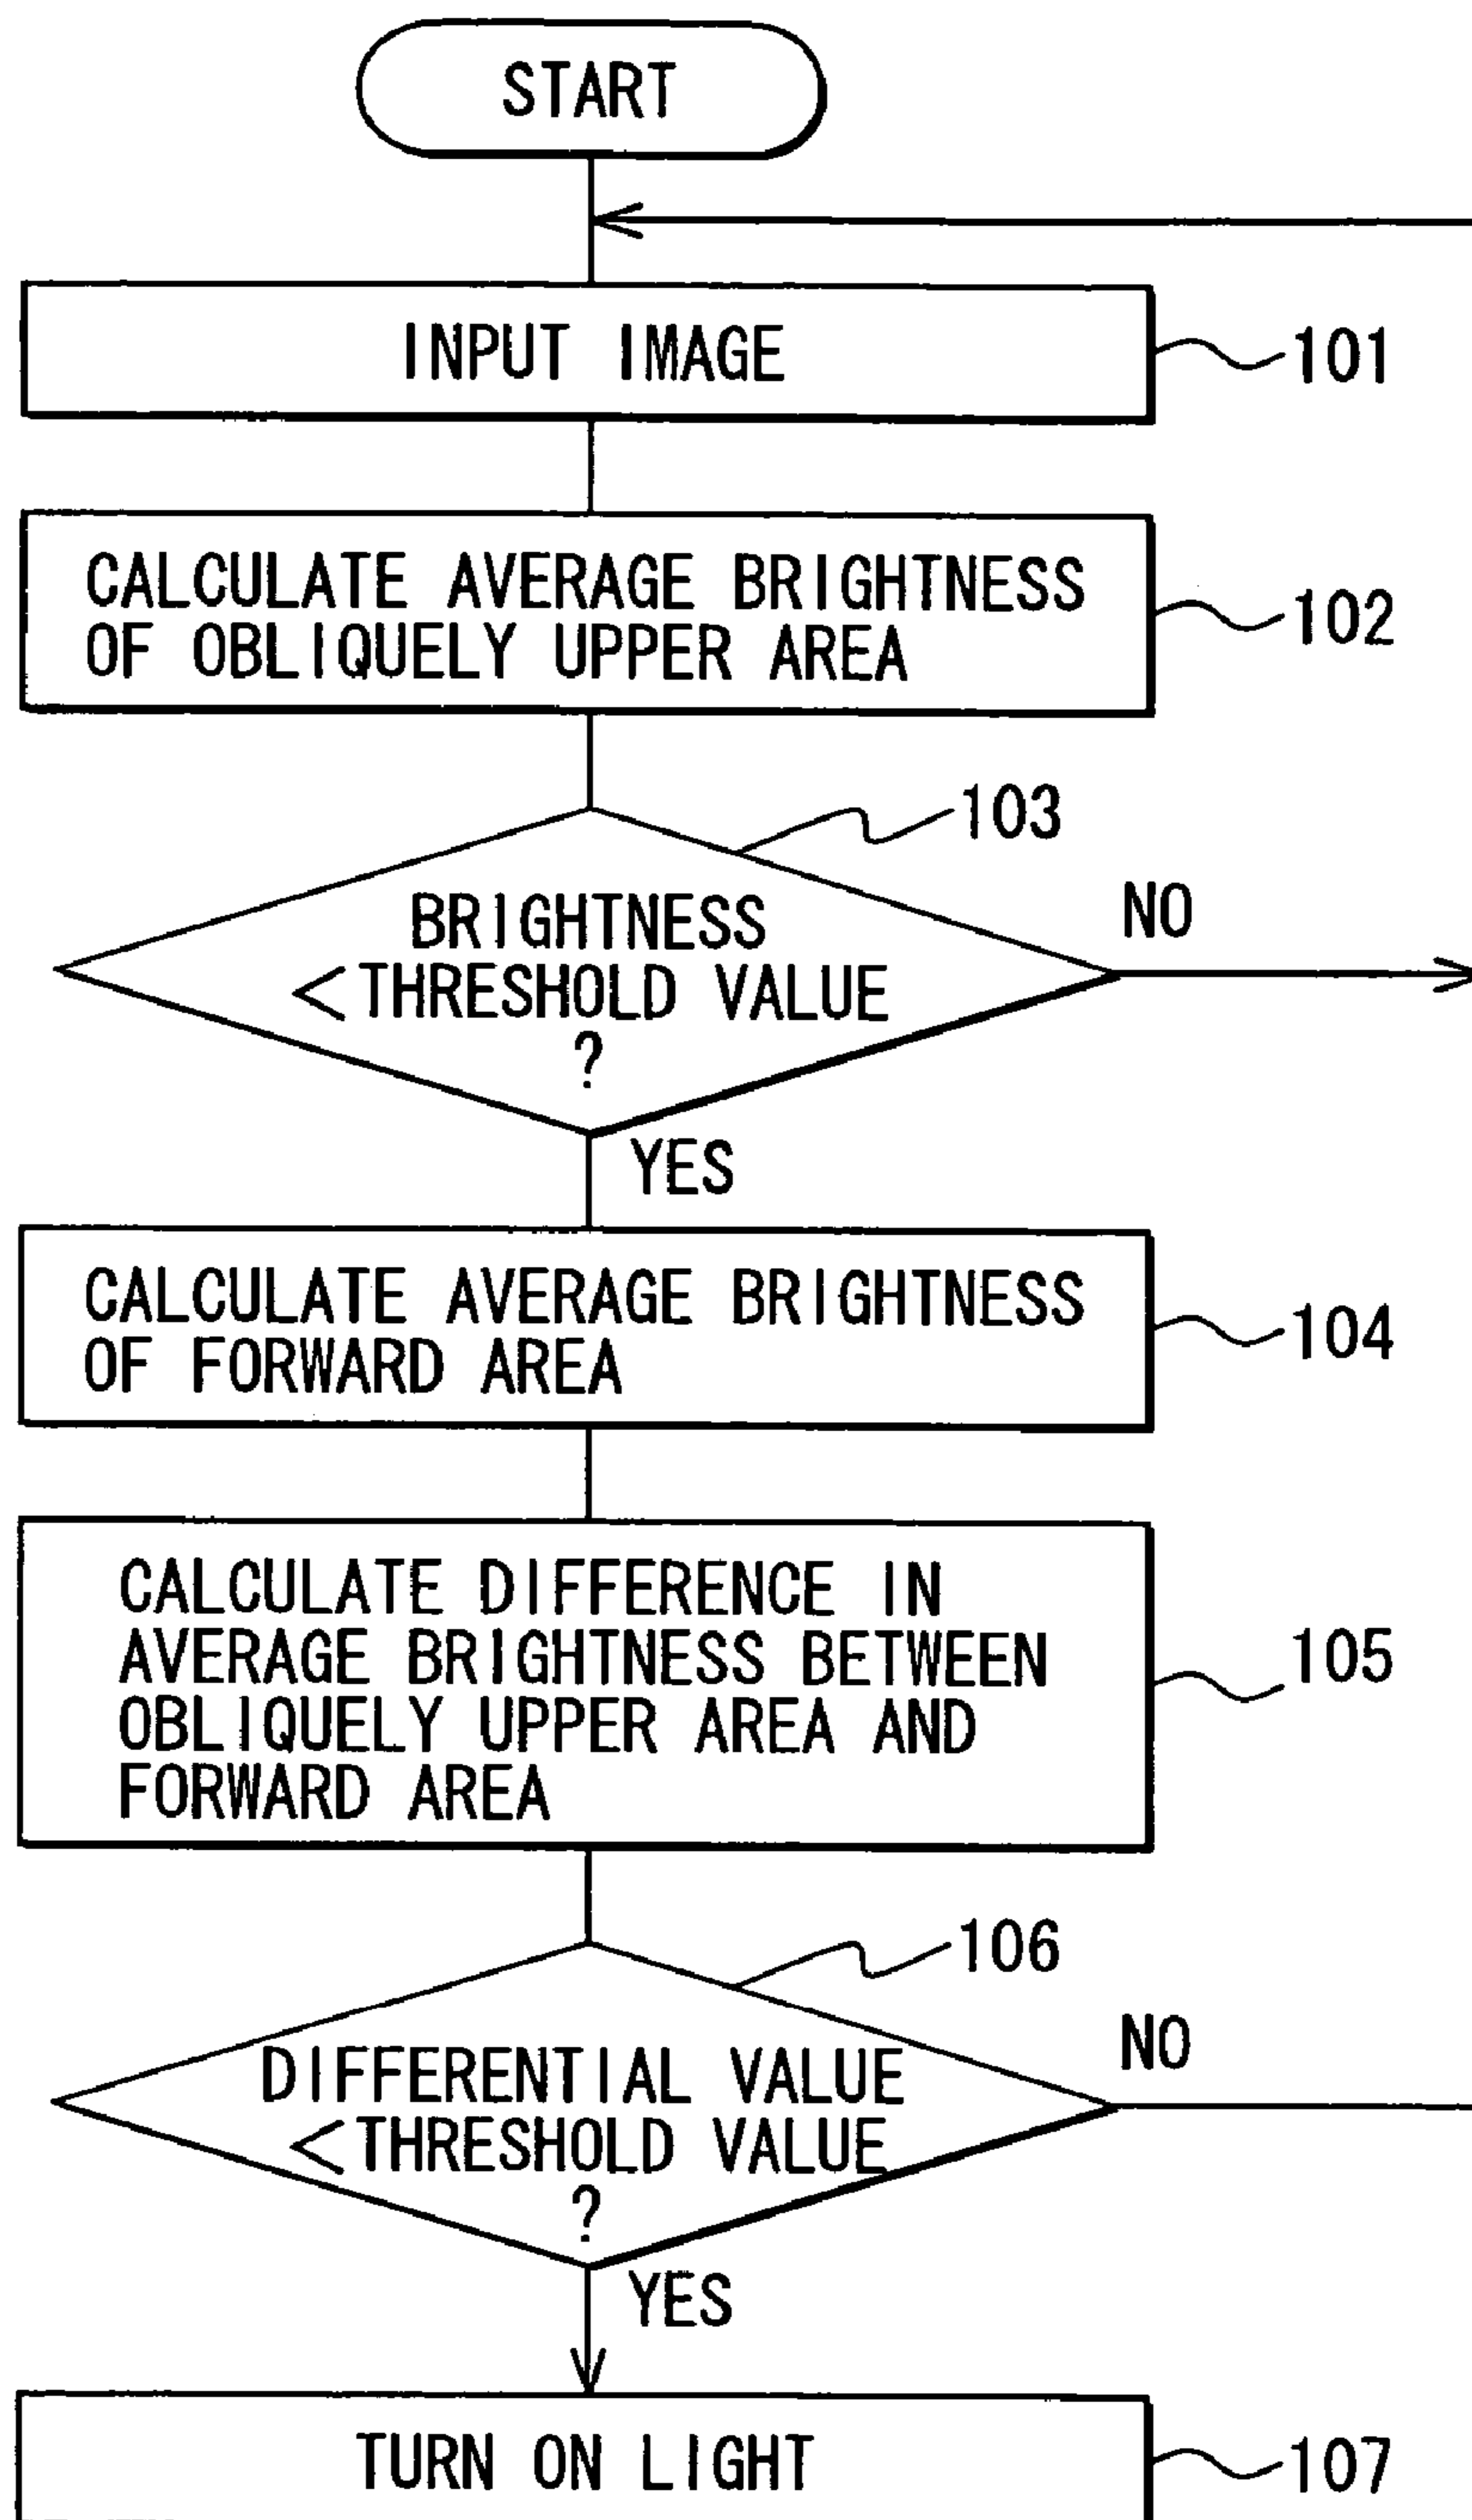 START
INPUT IMAGE
101
CALCULATE AVERAGE BRIGHTNESS
OF OBLIQUELY UPPER AREA
102
103
BRIGHTNESS
<THRESHOLD VALUE
?
NO
YES
CALCULATE AVERAGE BRIGHTNESS
OF FORWARD AREA
104
CALCULATE DIFFERENCE IN
AVERAGE BRIGHTNESS BETWEEN
OBLIQUELY UPPER AREA AND
FORWARD AREA
105
106
DIFFERENTIAL VALUE
<THRESHOLD VALUE
?
NO
YES
TURN ON LIGHT
107